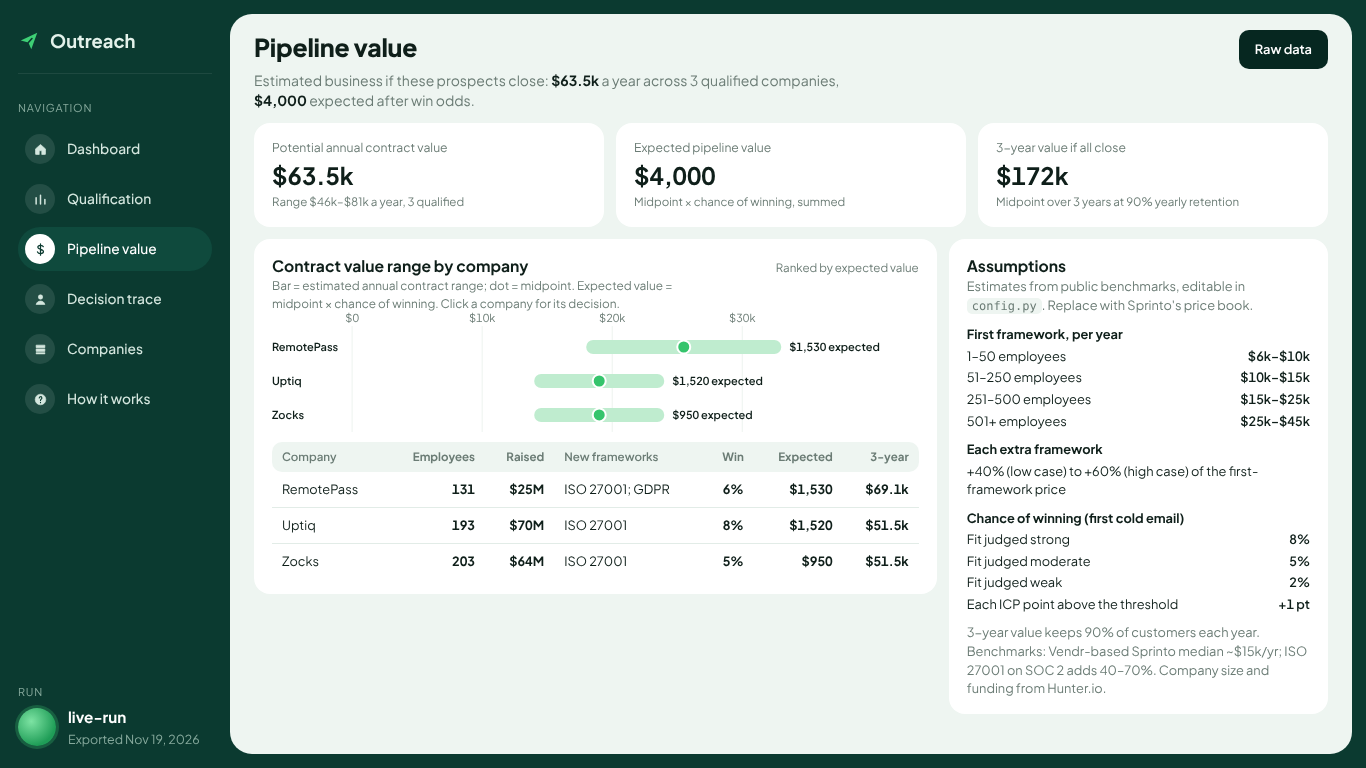 Outreach
NAVIGATION
Dashboard
Qualification
$ Pipeline value
Decision trace
Companies
? How it works
RUN
live-run
Exported Nov 19, 2026
Pipeline value
Raw data
Estimated business if these prospects close: $63.5k a year across 3 qualified companies,
$4,000 expected after win odds.
Potential annual contract value
$63.5k
Range $46k–$81k a year, 3 qualified
Expected pipeline value
$4,000
Midpoint × chance of winning, summed
3-year value if all close
$172k
Midpoint over 3 years at 90% yearly retention
Contract value range by company
Ranked by expected value
Bar = estimated annual contract range; dot = midpoint. Expected value =
midpoint × chance of winning. Click a company for its decision.
$0 $10k $20k $30k
RemotePass $1,530 expected
Uptiq $1,520 expected
Zocks $950 expected
Company Employees Raised New frameworks Win Expected 3-year
RemotePass 131 $25M ISO 27001; GDPR 6% $1,530 $69.1k
Uptiq 193 $70M ISO 27001 8% $1,520 $51.5k
Zocks 203 $64M ISO 27001 5% $950 $51.5k
Assumptions
Estimates from public benchmarks, editable in
config.py. Replace with Sprinto's price book.
First framework, per year
1–50 employees $6k–$10k
51–250 employees $10k–$15k
251–500 employees $15k–$25k
501+ employees $25k–$45k
Each extra framework
+40% (low case) to +60% (high case) of the first-
framework price
Chance of winning (first cold email)
Fit judged strong 8%
Fit judged moderate 5%
Fit judged weak 2%
Each ICP point above the threshold +1 pt
3-year value keeps 90% of customers each year.
Benchmarks: Vendr-based Sprinto median ~$15k/yr; ISO
27001 on SOC 2 adds 40–70%. Company size and
funding from Hunter.io.